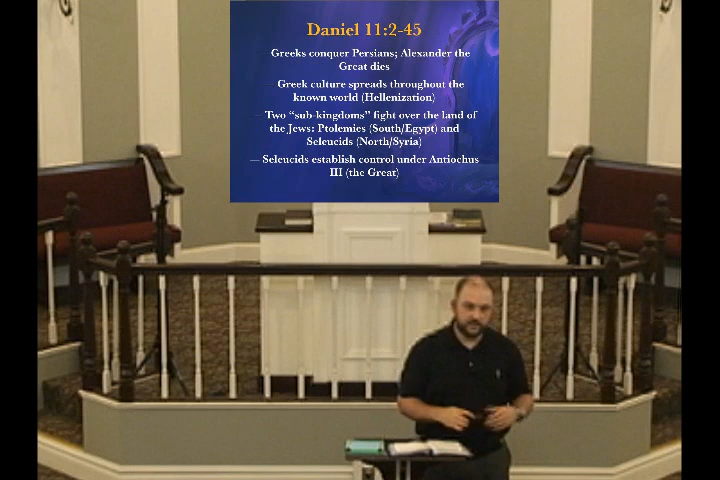 Daniel 11:2-45
Greeks conquer Persians; Alexander the
Great dies
Greek culture spreads throughout the
known world (Hellenization)
— Two “sub-kingdoms” fight over the land of
the Jews: Ptolemies (South/Egypt) and
Seleucids (North/Syria)
— Seleucids establish control under Antiochus
III (the Great)